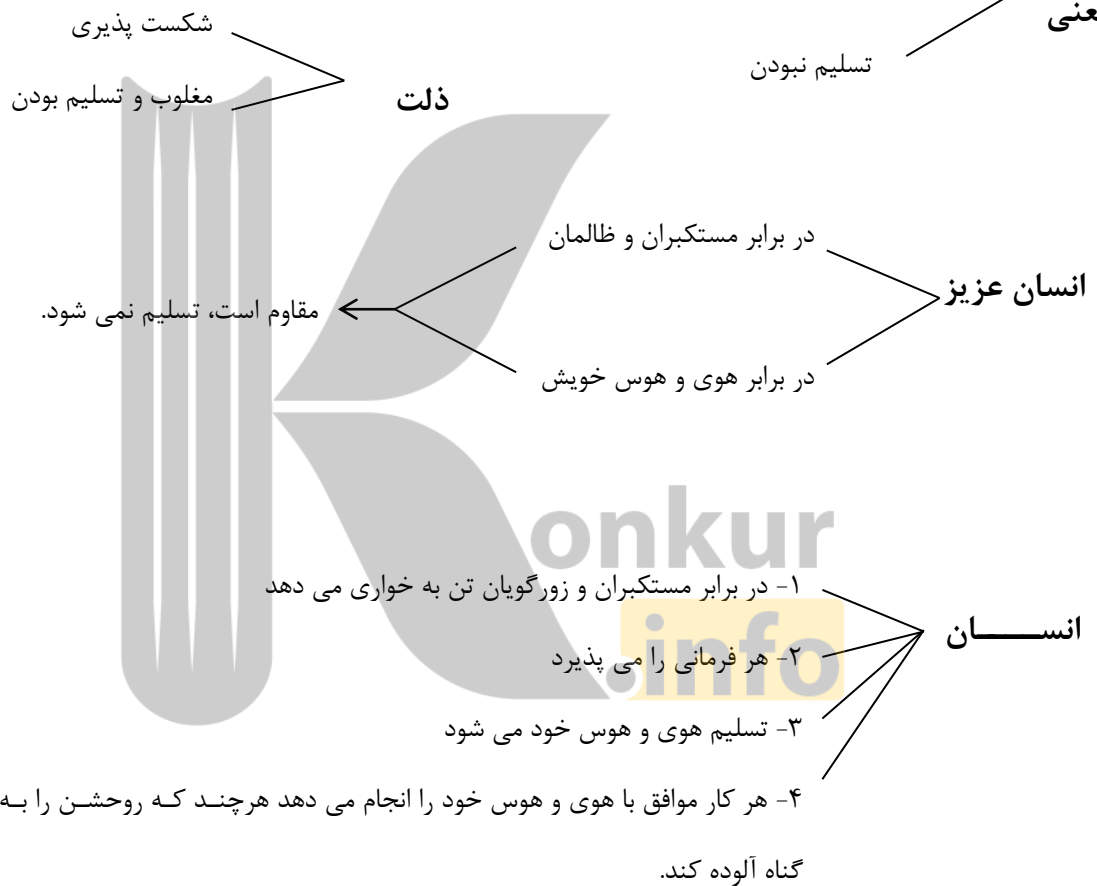 عنی
تسلیم نبودن
ذلت
شکست پذیری
مغلوب و تسلیم بودن
انسان عزیز
در برابر مستکبران و ظالمان
در برابر هوی و هوس خویش
مقاوم است، تسلیم نمی شود.
onkur
info
انســـــــان
۱- در برابر مستکبران و زورگویان تن به خواری می دهد
۲- هر فرمانی را می پذیرد
۳- تسلیم هوی و هوس خود می شود
۴- هر کار موافق با هوی و هوس خود را انجام می دهد هرچنـد کـه روحشـن را بـه
گناه آلوده کند.